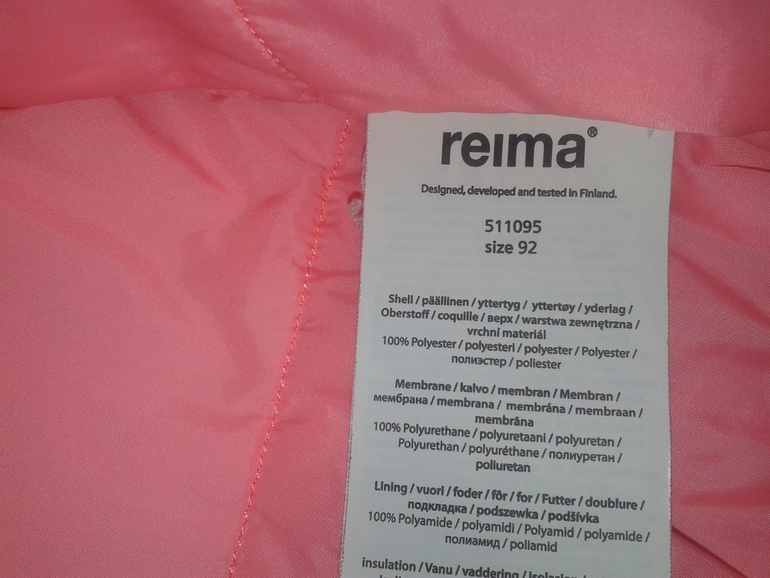 reima®
Designed, developed and tested in Finland.
511095
size 92
Shell / päällinen / yttertyg / yttertøy / yderlag /
Oberstoff / coquille / верх / warstwa zewnętrzna /
vrchní materiál
100% Polyester / polyesteri / polyester / Polyester /
полиэстер / poliester
Membrane / kalvo / membran / Membran /
мембрана / membrana / membrána / membraan /
membrāna
100% Polyurethane / polyuretaani / polyuretan /
Polyurethan / polyuréthane / полиуретан /
poliuretan
Lining / vuori / foder / fôr / for / Futter / doublure /
подкладка / podszewka / podšívka
100% Polyamide / polyamidi / Polyamid / polyamide /
полиамид / poliamid
insulation / Vanu / vaddering / isolasjon /